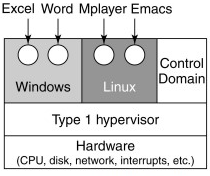 Excel Word Mplayer Emacs
Control
Domain
Windows
Linux
Type 1 hypervisor
Hardware
(CPU, disk, network, interrupts, etc.)